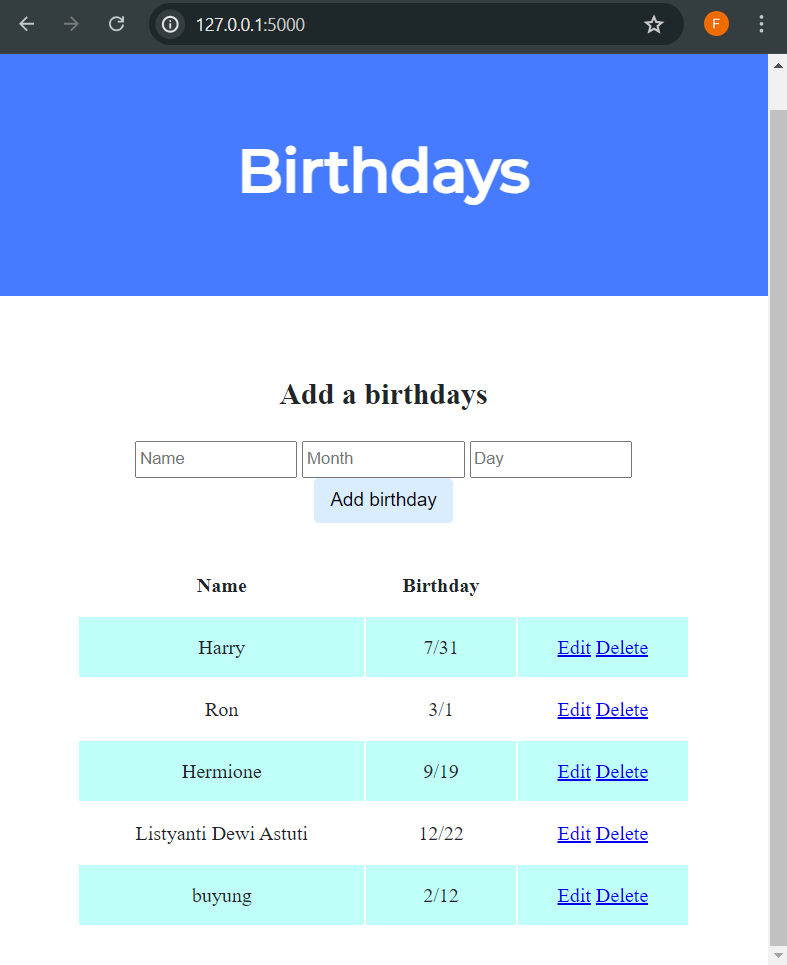 127.0.0.1:5000
F
Birthdays
Add a birthdays
Name Month Day
Add birthday
Name Birthday
Harry 7/31 Edit Delete
Ron 3/1 Edit Delete
Hermione 9/19 Edit Delete
Listyanti Dewi Astuti 12/22 Edit Delete
buyung 2/12 Edit Delete